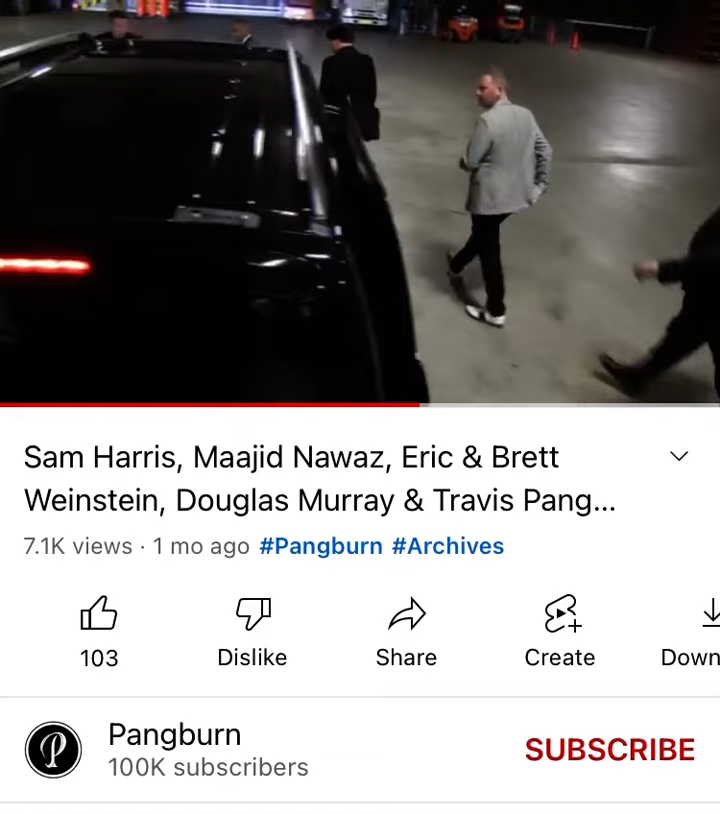 Sam Harris, Maajid Nawaz, Eric & Brett
Weinstein, Douglas Murray & Travis Pang...
7.1K views · 1 mo ago #Pangburn #Archives
103 Dislike Share Create Down
P Pangburn SUBSCRIBE
100K subscribers